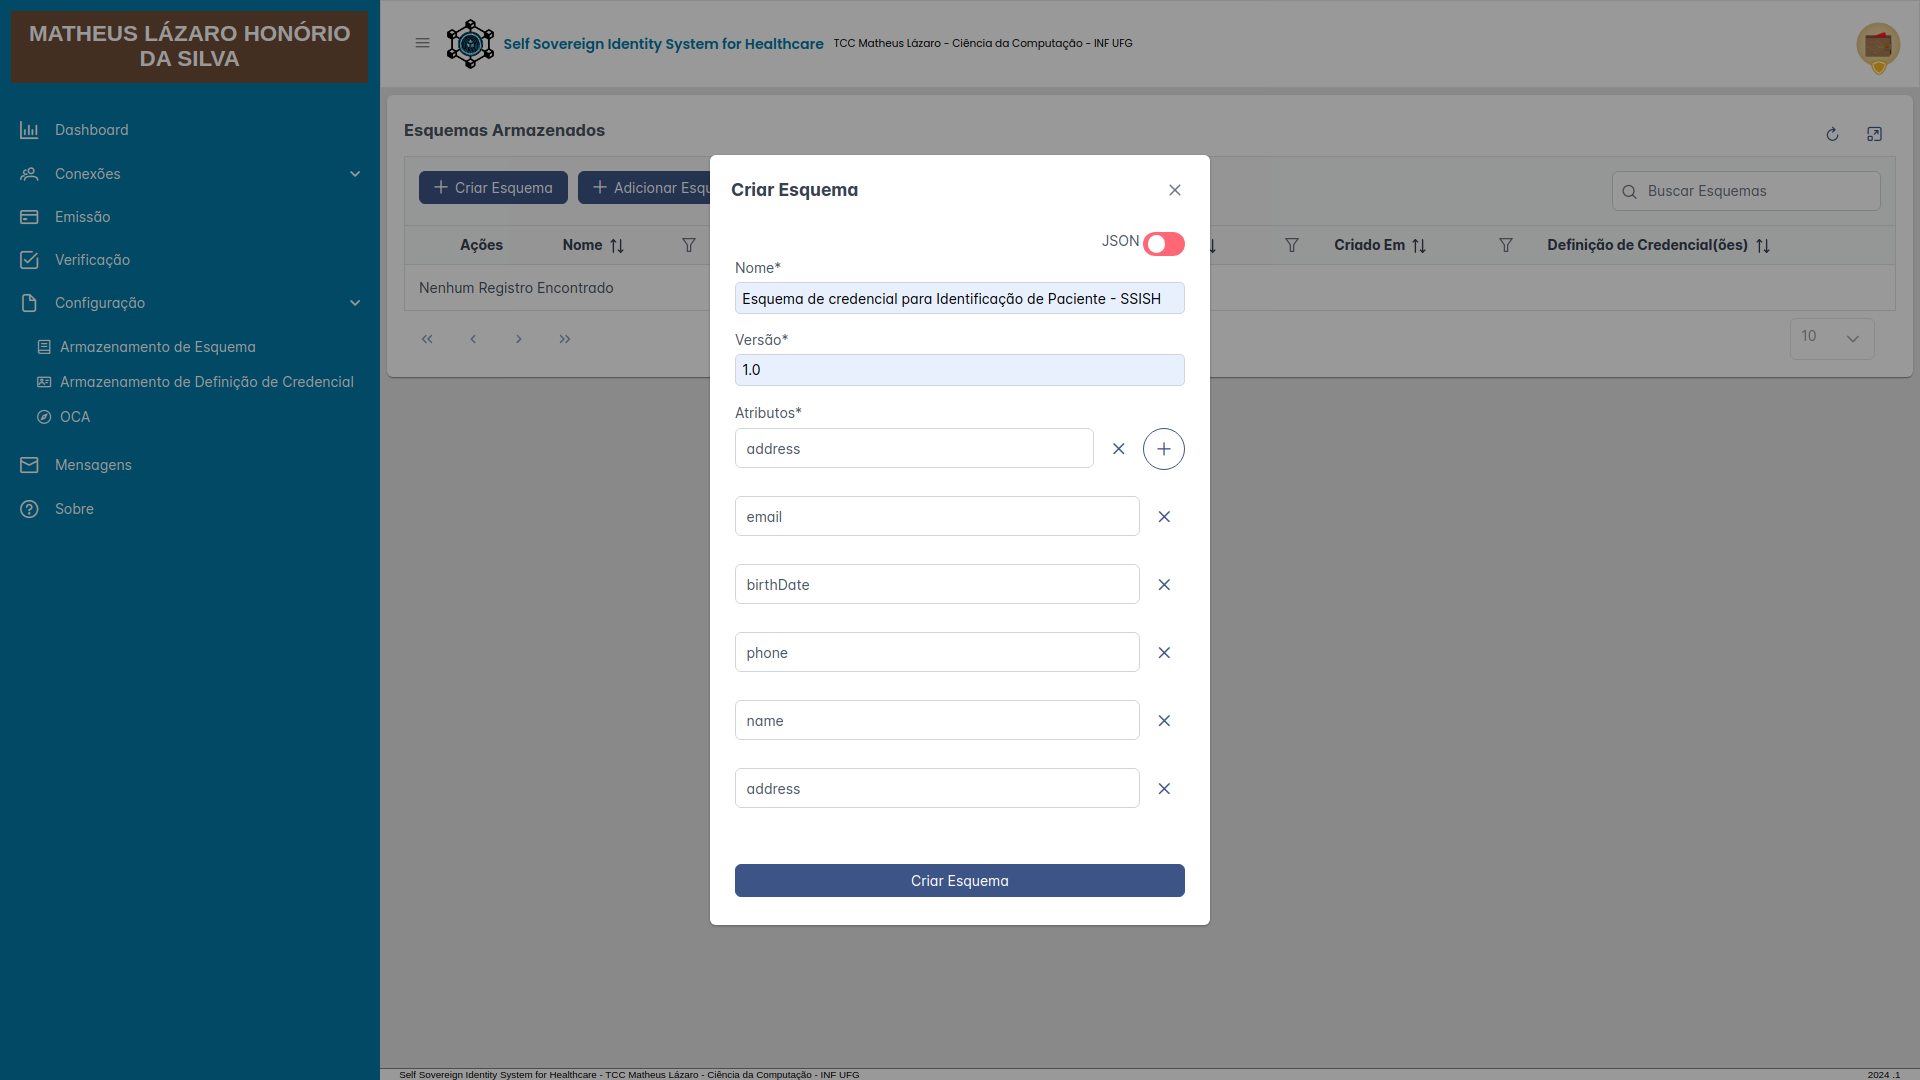 MATHEUS LÁZARO HONÓRIO
DA SILVA
Dashboard
Conexões
Emissão
Verificação
Configuração
Armazenamento de Esquema
Armazenamento de Definição de Credencial
OCA
Mensagens
Sobre
Self Sovereign Identity System for Healthcare TCC Matheus Lázaro - Ciência da Computação - INF UFG
Esquemas Armazenados
Criar Esquema
Adicionar Esqu
Buscar Esquemas
Ações Nome Criado Em Definição de Credencial(ões)
Nenhum Registro Encontrado
10
Criar Esquema
JSON
Nome*
Esquema de credencial para Identificação de Paciente - SSISH
Versão*
1.0
Atributos*
address
email
birthDate
phone
name
address
Criar Esquema
Self Sovereign Identity System for Healthcare - TCC Matheus Lázaro - Ciência da Computação - INF UFG
2024 .1